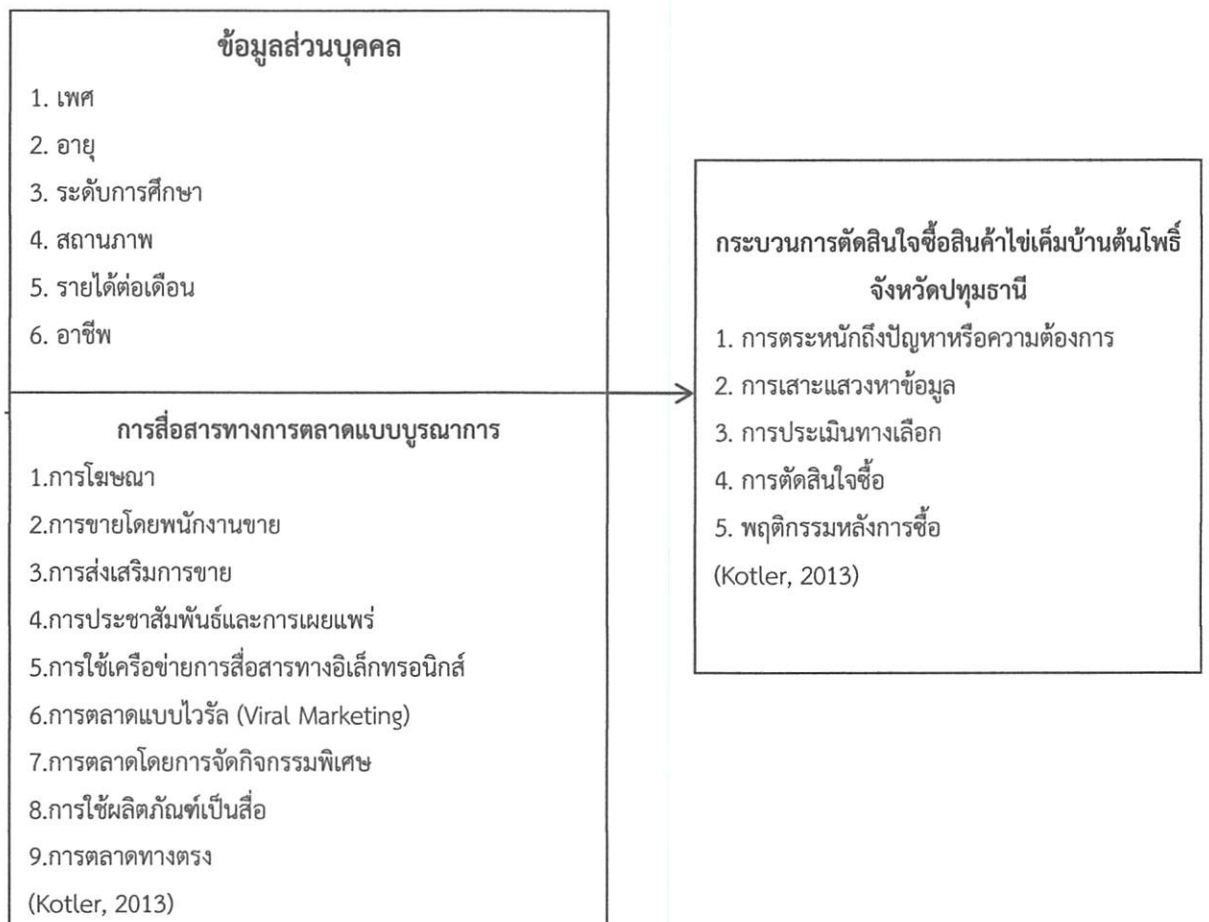 ข้อมูลส่วนบุคคล
1. เพศ
2. อายุ
3. ระดับการศึกษา
4. สถานภาพ
5. รายได้ต่อเดือน
6. อาชีพ
การสื่อสารทางการตลาดแบบบูรณาการ
1.การโฆษณา
2.การขายโดยพนักงานขาย
3.การส่งเสริมการขาย
4.การประชาสัมพันธ์และการเผยแพร่
5.การใช้เครือข่ายการสื่อสารทางอิเล็กทรอนิกส์
6.การตลาดแบบไวรัล (Viral Marketing)
7.การตลาดโดยการจัดกิจกรรมพิเศษ
8.การใช้ผลิตภัณฑ์เป็นสื่อ
9.การตลาดทางตรง
(Kotler, 2013)
กระบวนการตัดสินใจซื้อสินค้าไข่เค็มบ้านต้นโพธิ์
จังหวัดปทุมธานี
1. การตระหนักถึงปัญหาหรือความต้องการ
2. การเสาะแสวงหาข้อมูล
3. การประเมินทางเลือก
4. การตัดสินใจซื้อ
5. พฤติกรรมหลังการซื้อ
(Kotler, 2013)